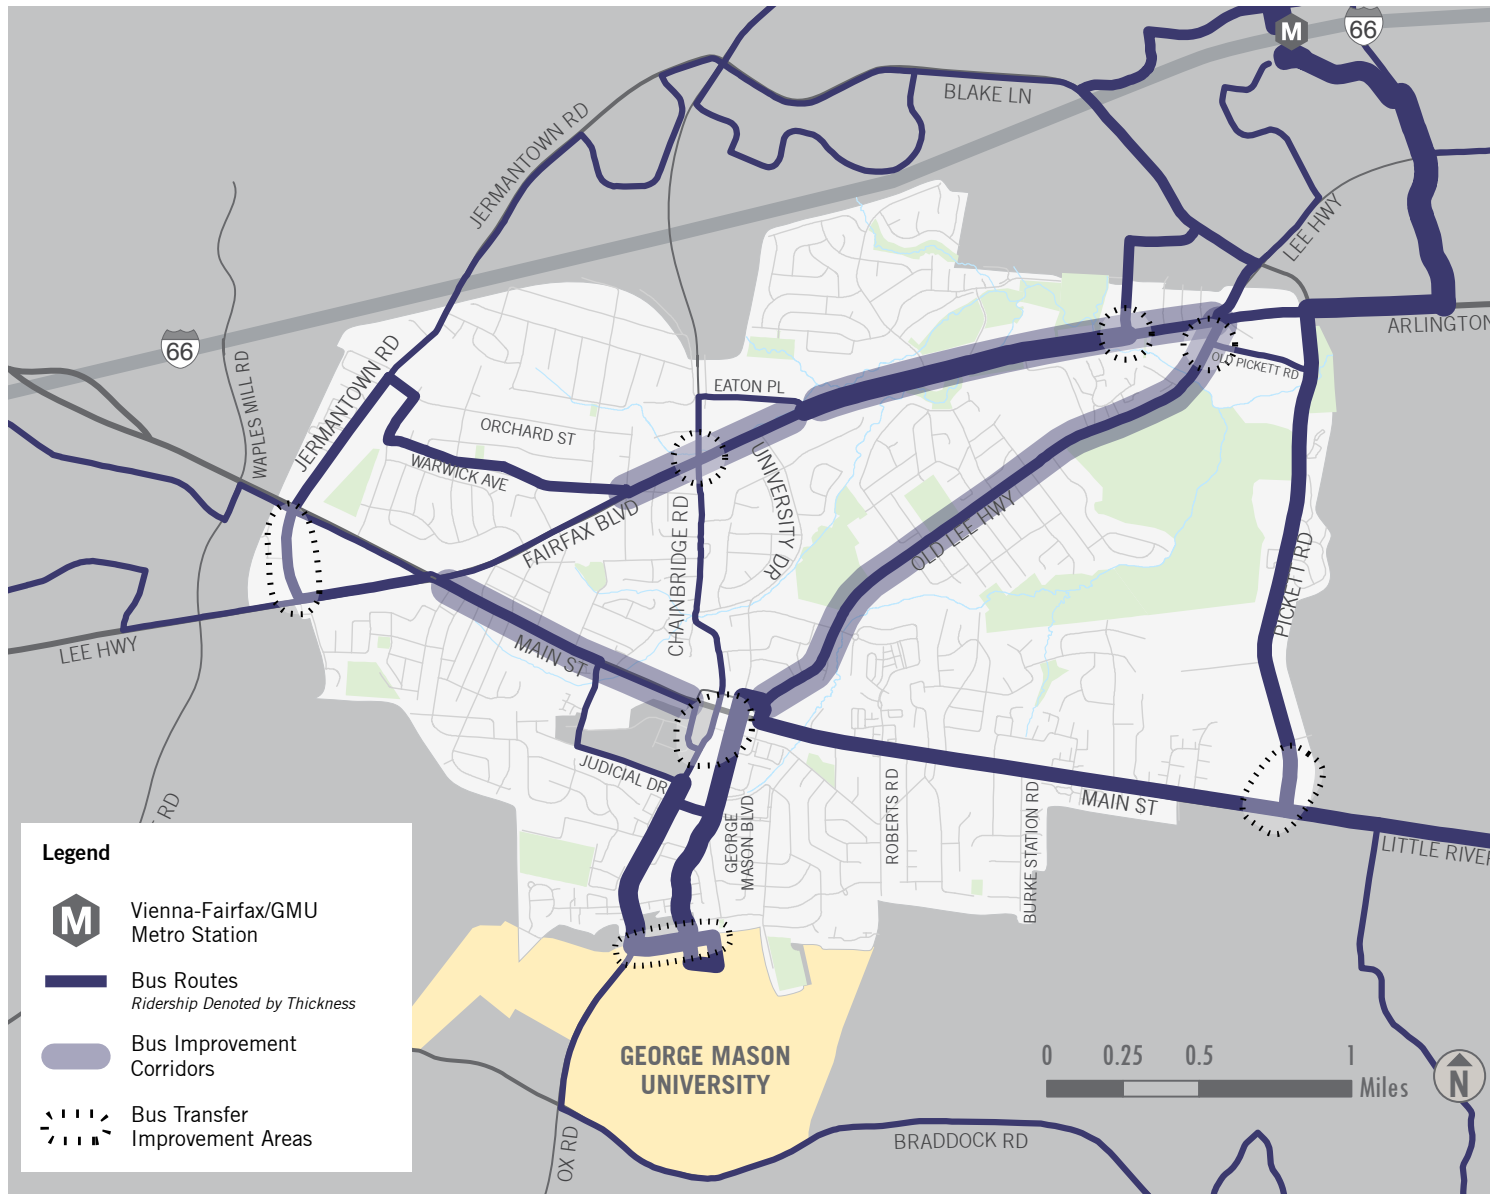 M
66
BLAKE LN
JERMANTOWN RD
LEE HWY
ARLINGTON
66
WAPLES MILL RD
JERMANTOWN RD
OLD PICKETT RD
EATON PL
ORCHARD ST
WARWICK AVE
UNIVERSITY DR
FAIRFAX BLVD
CHAINBRIDGE RD
OLD LEE HWY
PICKETT RD
LEE HWY
MAIN ST
JUDICIAL DR
GEORGE
MASON BLVD
ROBERTS RD
BURKE STATION RD
MAIN ST
LITTLE RIVER
RD
Legend
M
Vienna-Fairfax/GMU
Metro Station
Bus Routes
Ridership Denoted by Thickness
Bus Improvement
Corridors
Bus Transfer
Improvement Areas
GEORGE MASON
UNIVERSITY
0 0.25 0.5 1
Miles
N
OX RD
BRADDOCK RD